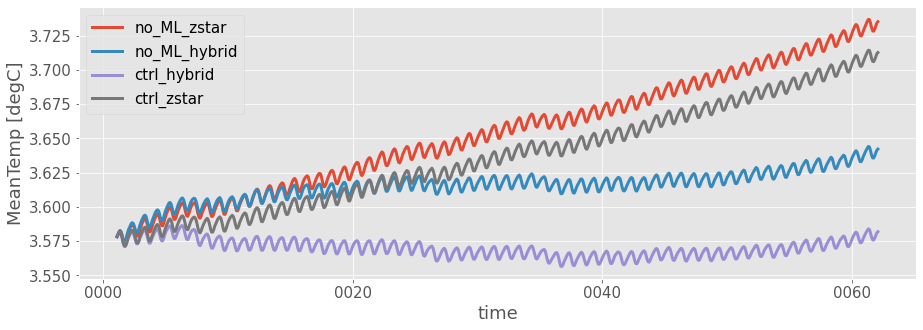 no_ML_zstar
no_ML_hybrid
ctrl_hybrid
ctrl_zstar
MeanTemp [degC]
3.725
3.700
3.675
3.650
3.625
3.600
3.575
3.550
0000 0020 0040 0060
time